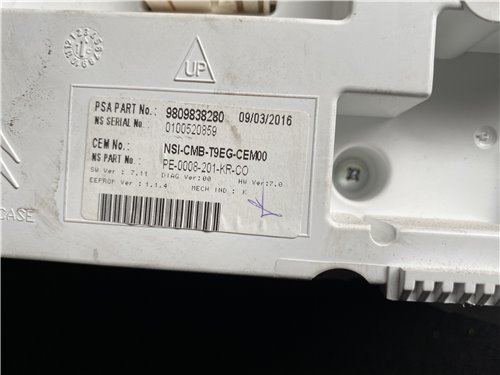 UP
PSA PART No.: 9809838280 09/03/2016
NS SERIAL No. 0100520859
CEM No.: NSI-CMB-T9EG-CEM00
NS PART No.: PE-0008-201-KR-CO
SW Ver : 7.11 DIAG Ver:00 HW Ver:7.0
EEPROM Ver : 1.1.4 MECH IND : K
CASE